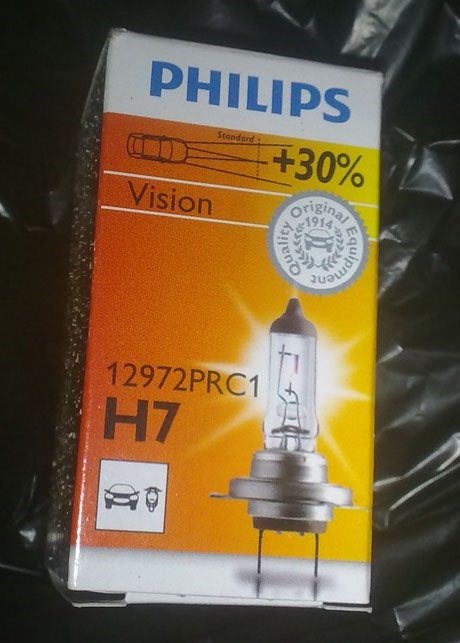 PHILIPS
Standard
+30%
Vision
Quality Original Equipment
1914
12972PRC1
H7